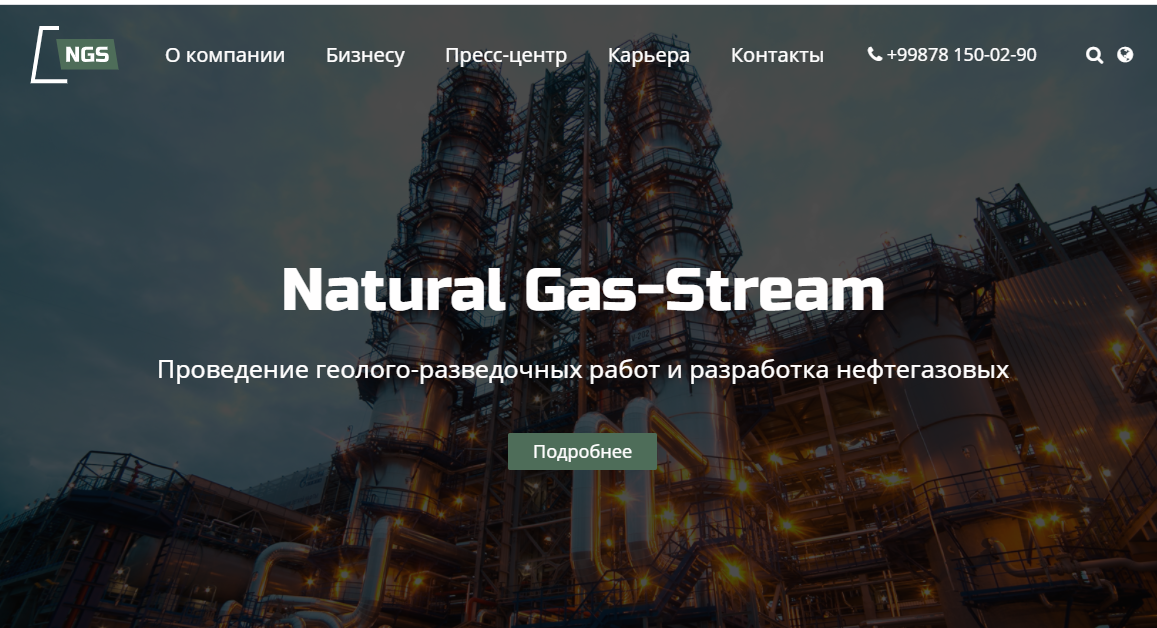 NGS
О компании
Бизнесу
Пресс-центр
Карьера
Контакты
+99878 150-02-90
Natural Gas-Stream
Проведение геолого-разведочных работ и разработка нефтегазовых
Подробнее